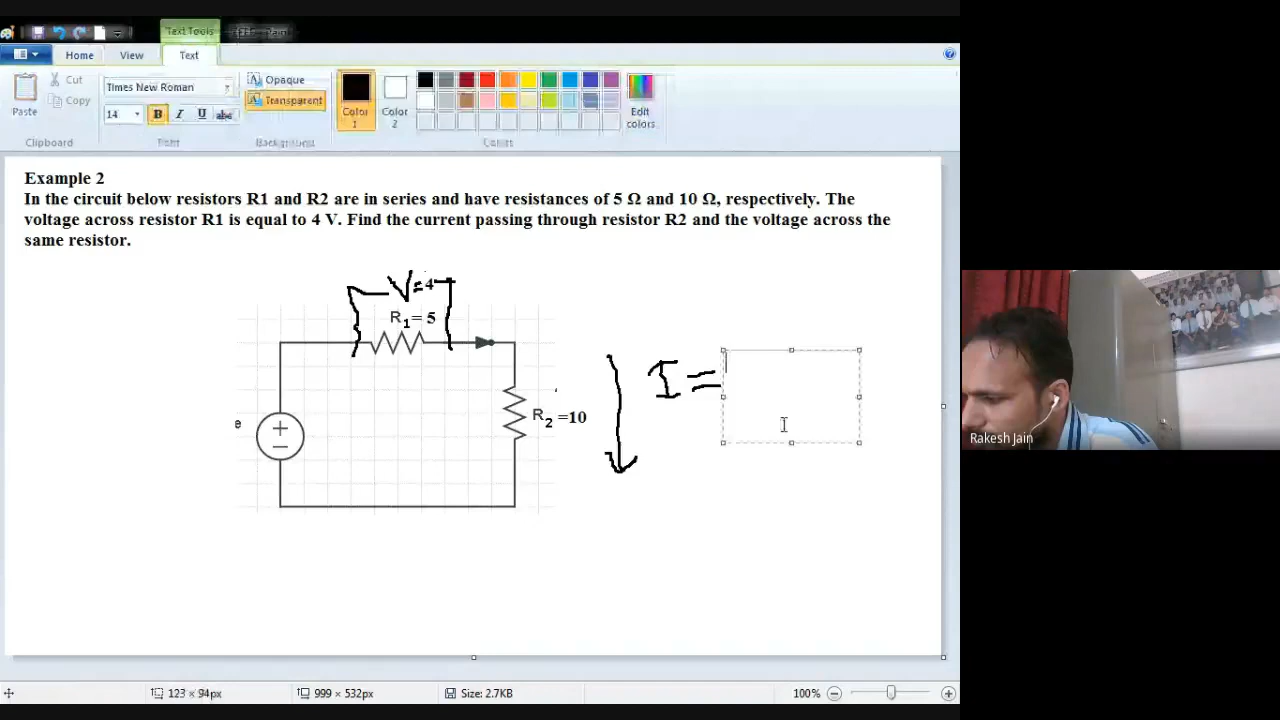 Text Tools
Home View Text
Cut
Copy
Paste
Clipboard
Times New Roman
14 B I U abc
Font
Opaque
Transparent
Background
Color 1
Color 2
Edit colors
Colors
Example 2
In the circuit below resistors R1 and R2 are in series and have resistances of 5 Ω and 10 Ω, respectively. The
voltage across resistor R1 is equal to 4 V. Find the current passing through resistor R2 and the voltage across the
same resistor.
V=4
R1= 5
I=
R2 =10
e
+
−
Rakesh Jain
123 × 94px
999 × 532px
Size: 2.7KB
100%